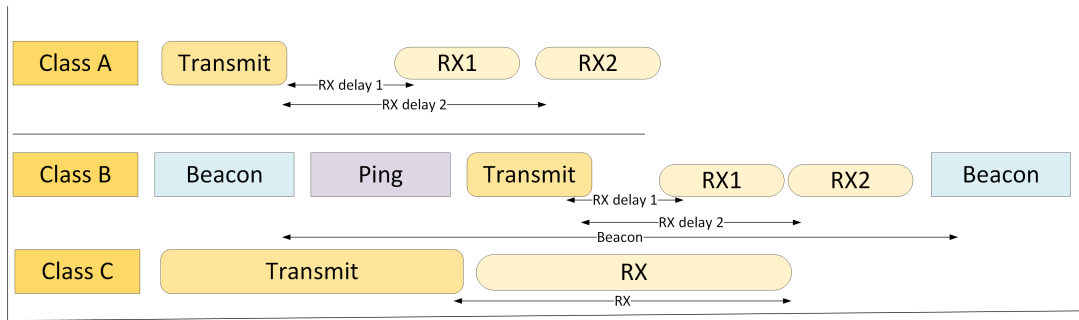 Class A Transmit RX1 RX2
RX delay 1
RX delay 2
Class B Beacon Ping Transmit RX1 RX2 Beacon
RX delay 1
RX delay 2
Beacon
Class C Transmit RX
RX